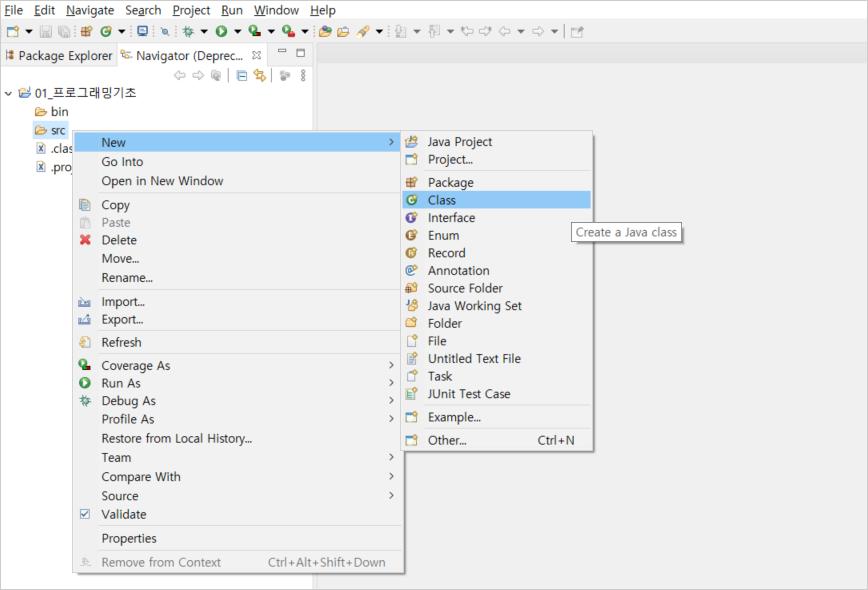 File Edit Navigate Search Project Run Window Help
Package Explorer Navigator (Deprec...
01_프로그래밍기초
bin
src
.clas
.proj
New
Go Into
Open in New Window
Copy
Paste
Delete
Move...
Rename...
Import...
Export...
Refresh
Coverage As
Run As
Debug As
Profile As
Restore from Local History...
Team
Compare With
Source
Validate
Properties
Remove from Context Ctrl+Alt+Shift+Down
Java Project
Project...
Package
Class
Interface
Enum
Record
Annotation
Source Folder
Java Working Set
Folder
File
Untitled Text File
Task
JUnit Test Case
Example...
Other... Ctrl+N
Create a Java class